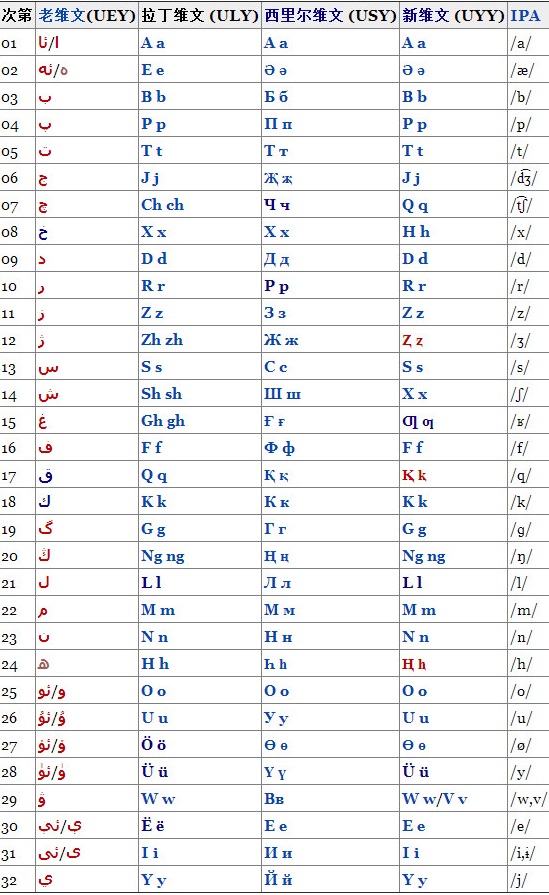 次第 老维文(UEY) 拉丁维文 (ULY) 西里尔维文 (USY) 新维文 (UYY) IPA
01 ئا/ا A a А а A a /a/
02 ئە/ە E e Ә ә Ə ə /æ/
03 ب B b Б б B b /b/
04 پ P p П п P p /p/
05 ت T t Т т T t /t/
06 ج J j Җ җ J j /d͡ʒ/
07 چ Ch ch Ч ч Q q /t͡ʃ/
08 خ X x Х х H h /x/
09 د D d Д д D d /d/
10 ر R r Р р R r /r/
11 ز Z z З з Z z /z/
12 ژ Zh zh Ж ж Ⱬ ⱬ /ʒ/
13 س S s С с S s /s/
14 ش Sh sh Ш ш X x /ʃ/
15 غ Gh gh Ғ ғ Ƣ ƣ /ʁ/
16 ف F f Ф ф F f /f/
17 ق Q q Қ қ Ⱪ ⱪ /q/
18 ك K k К к K k /k/
19 گ G g Г г G g /ɡ/
20 ڭ Ng ng Ң ң Ng ng /ŋ/
21 ل L l Л л L l /l/
22 م M m М м M m /m/
23 ن N n Н н N n /n/
24 ھ H h Һ һ Ⱨ ⱨ /h/
25 ئو/و O o О о O o /o/
26 ئۇ/ۇ U u У у U u /u/
27 ئۆ/ۆ Ö ö Ө ө Ɵ ɵ /ø/
28 ئۈ/ۈ Ü ü Ү ү Ü ü /y/
29 ۋ W w Вв W w/V v /w,v/
30 ئې/ې Ë ë Е е E e /e/
31 ئى/ى I i И и I i /i,ɨ/
32 ي Y y Й й Y y /j/